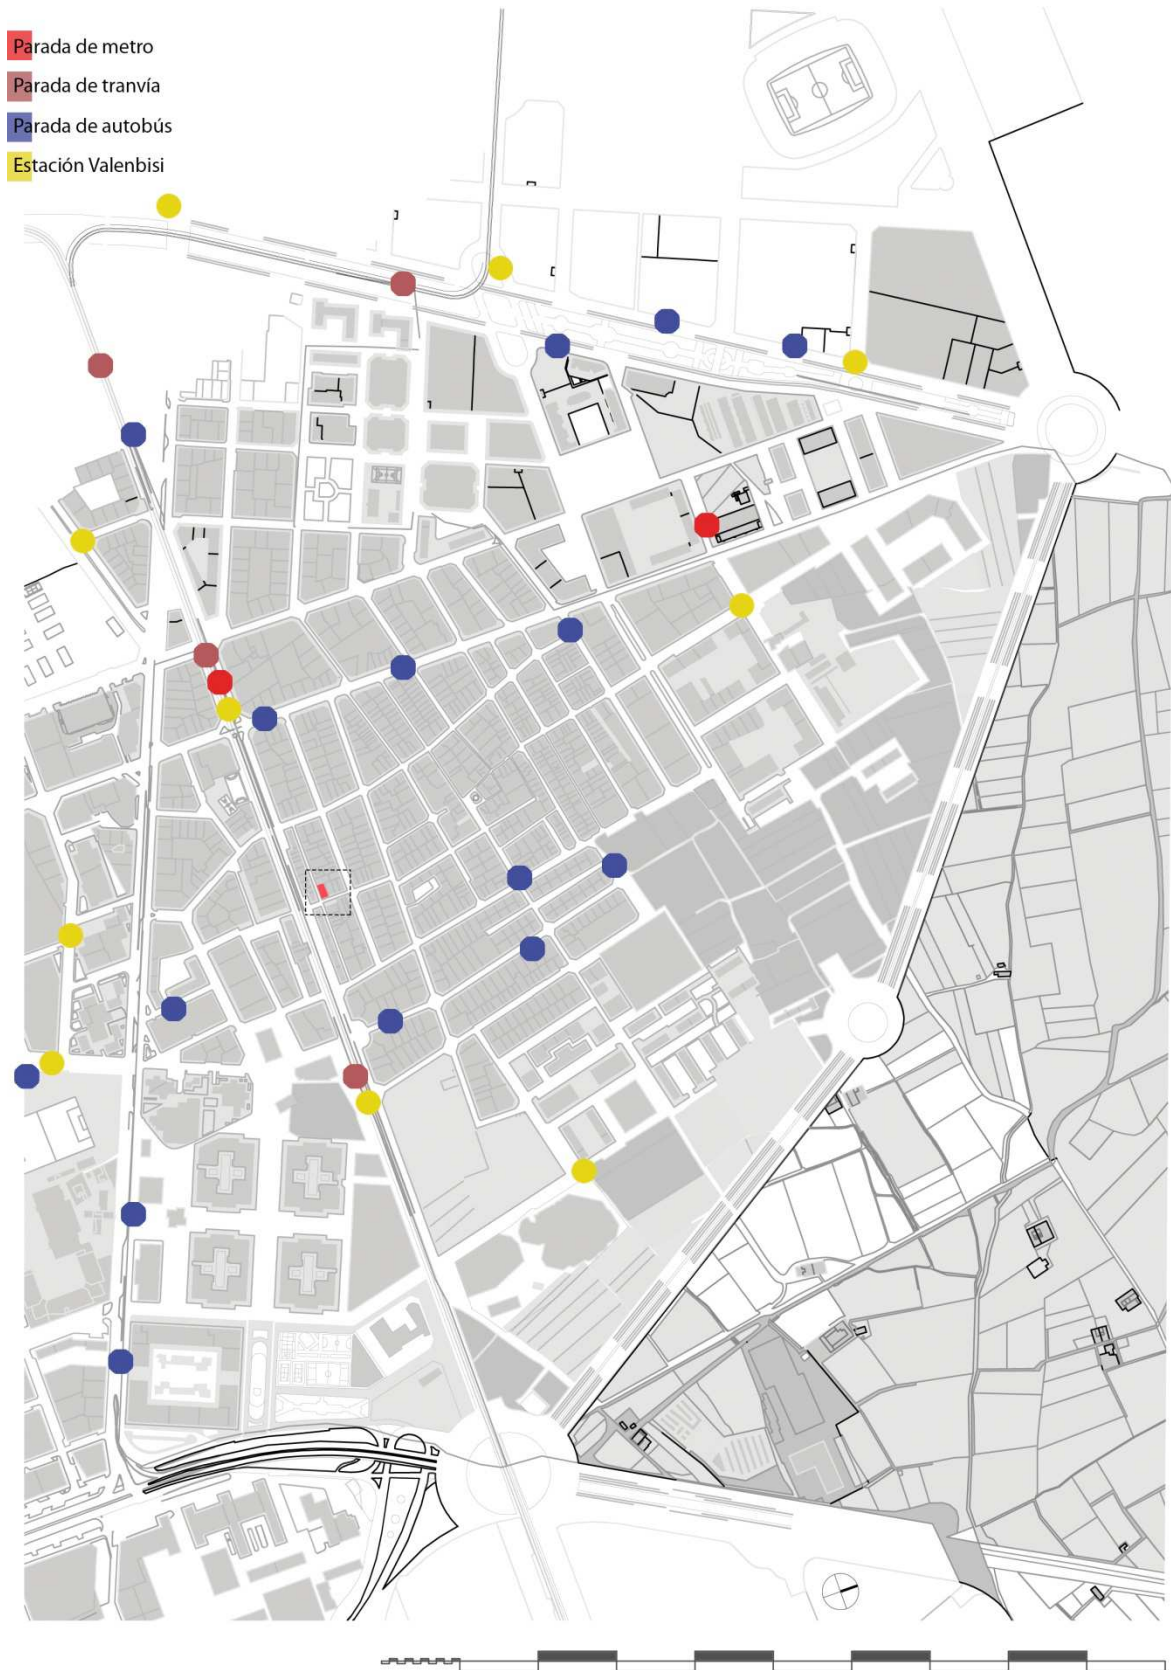 Parada de metro
Parada de tranvía
Parada de autobús
Estación Valenbisi